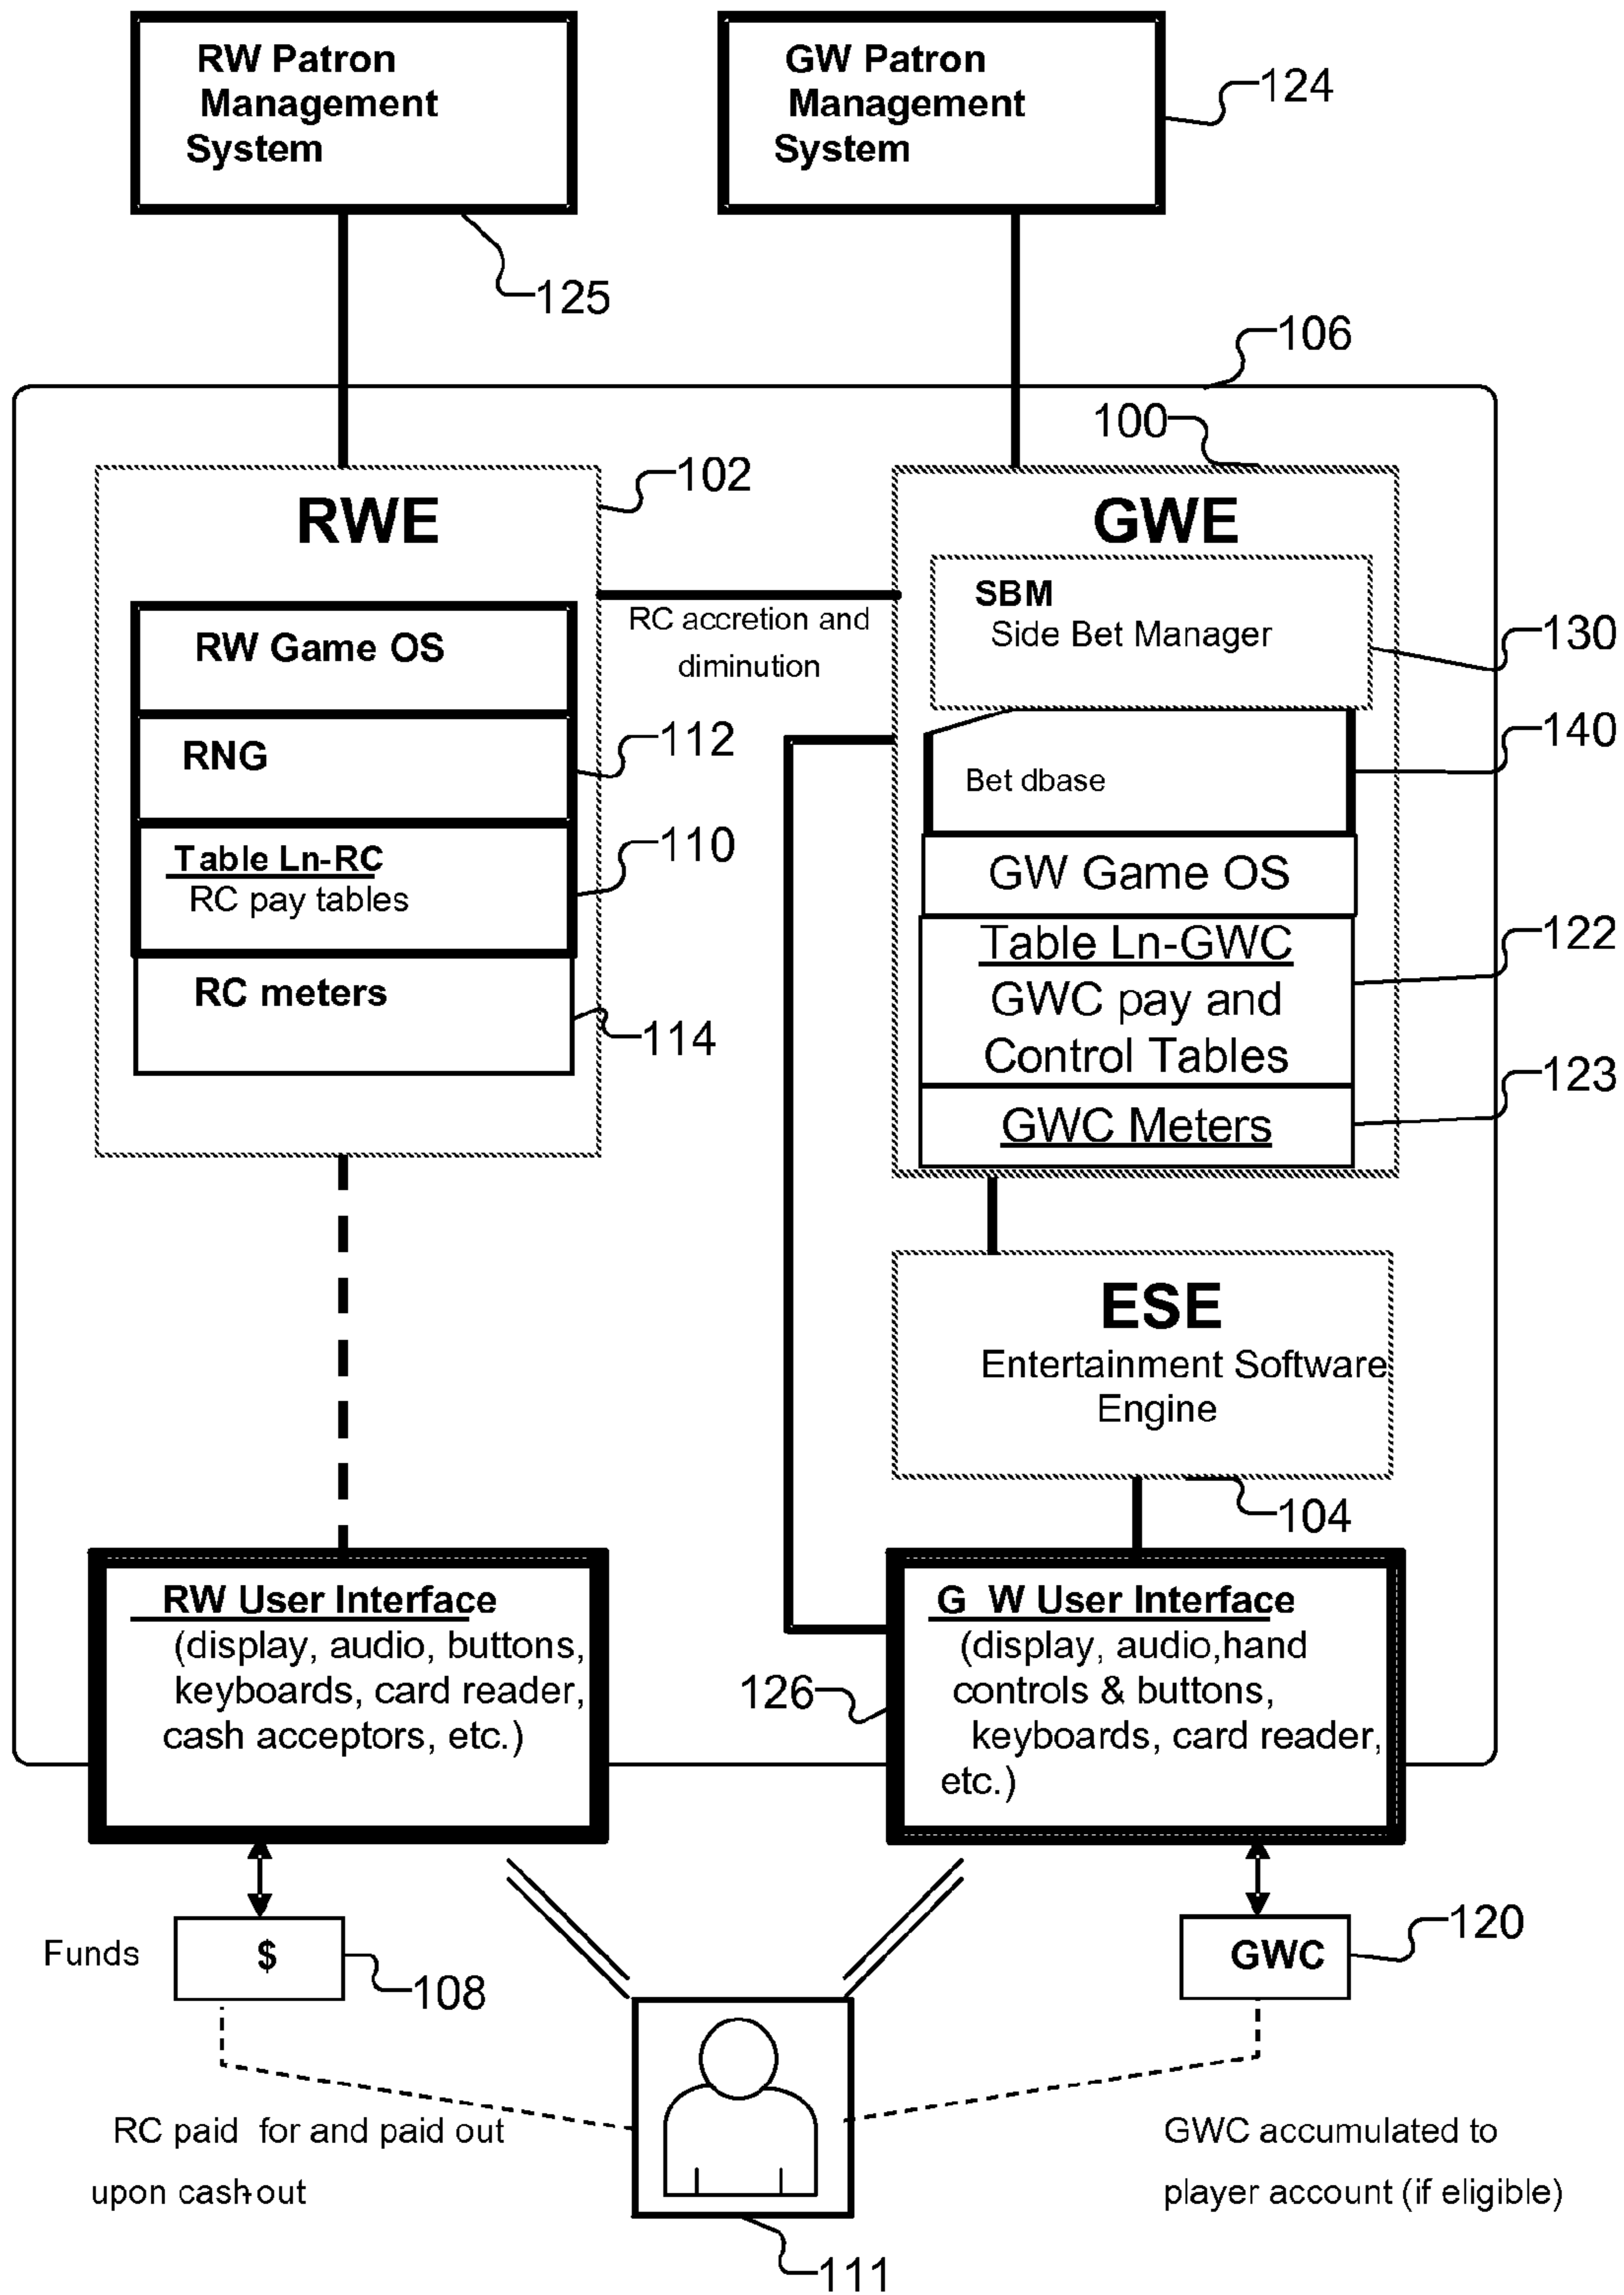 RW Patron
Management
System
GW Patron
Management
System
124
125
106
100
RWE
102
GWE
RW Game OS
RNG
112
Table Ln-RC
RC pay tables
110
RC meters
114
RC accretion and
diminution
SBM
Side Bet Manager
130
Bet dbase
140
GW Game OS
Table Ln-GWC
GWC pay and
Control Tables
122
GWC Meters
123
ESE
Entertainment Software
Engine
104
RW User Interface
(display, audio, buttons,
keyboards, card reader,
cash acceptors, etc.)
G W User Interface
(display, audio,hand
controls & buttons,
keyboards, card reader,
etc.)
126
Funds
$
108
GWC
120
RC paid for and paid out
upon cash-out
GWC accumulated to
player account (if eligible)
111